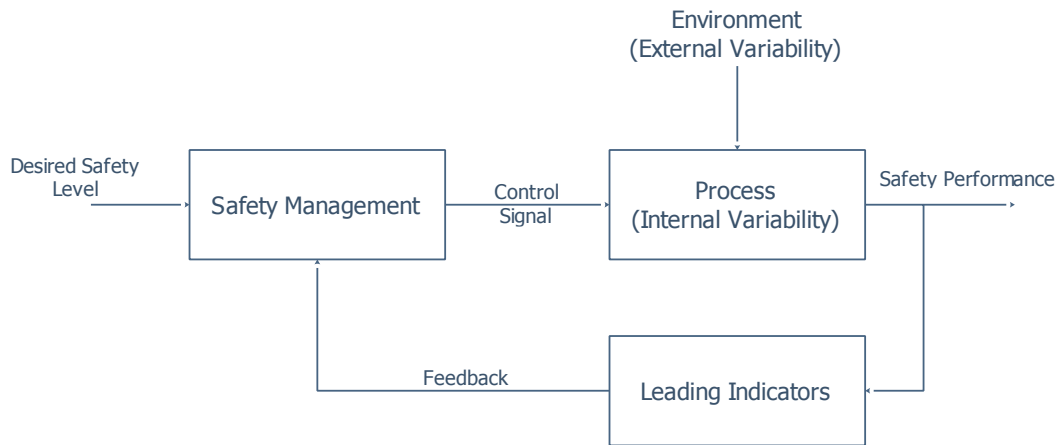 Environment
(External Variability)
Desired Safety
Level
Safety Management
Control
Signal
Process
(Internal Variability)
Safety Performance
Feedback
Leading Indicators